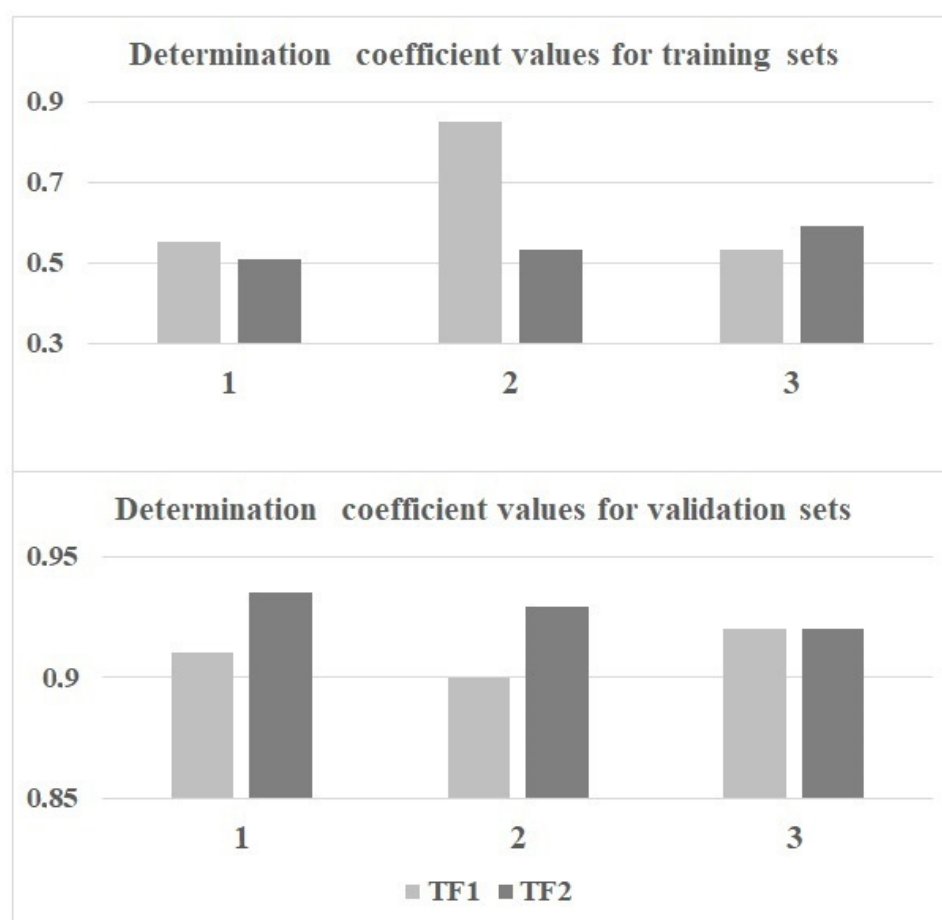 Determination coefficient values for training sets
0.9
0.7
0.5
0.3
1 2 3
Determination coefficient values for validation sets
0.95
0.9
0.85
1 2 3
TF1 TF2